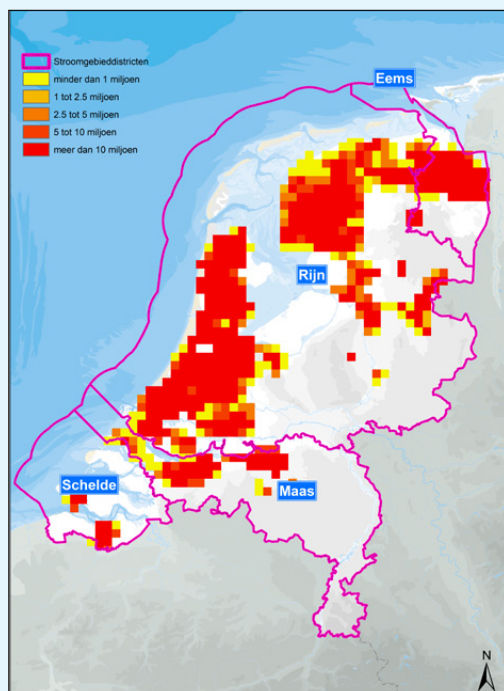 Stroomgebieddistricten
minder dan 1 miljoen
1 tot 2.5 miljoen
2.5 tot 5 miljoen
5 tot 10 miljoen
meer dan 10 miljoen
Eems
Rijn
Schelde
Maas
N